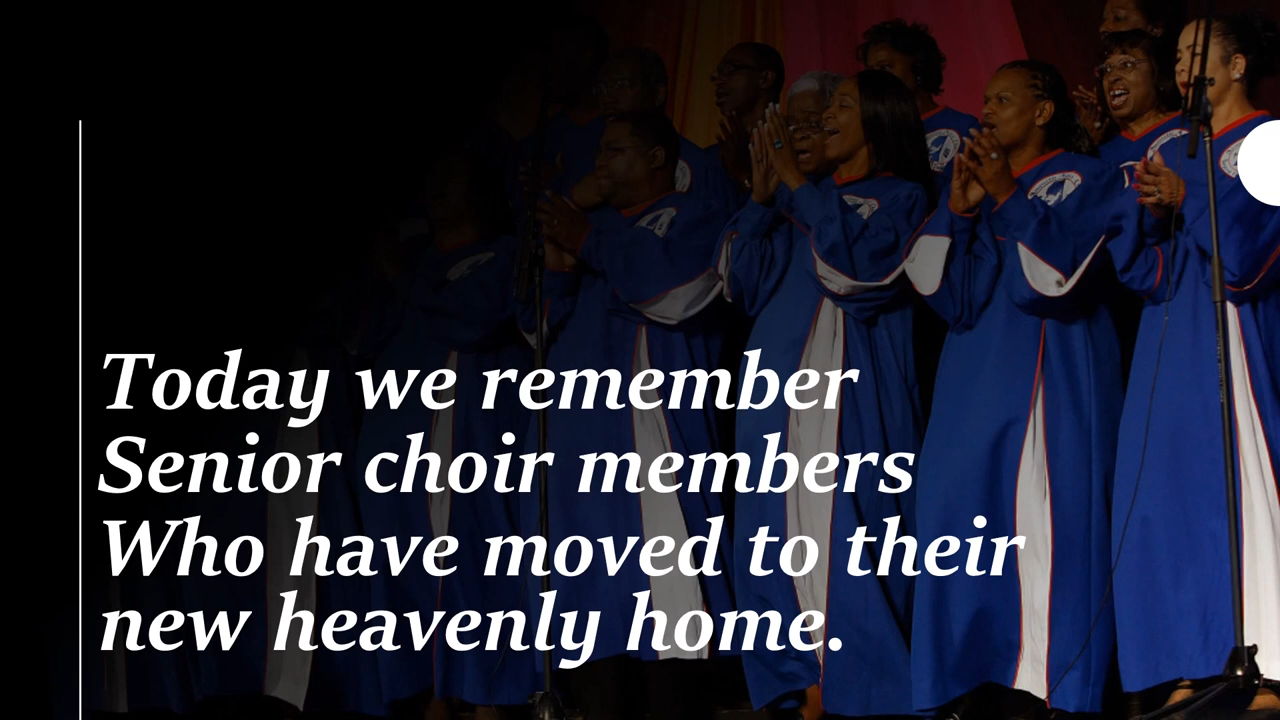 Today we remember
Senior choir members
Who have moved to their
new heavenly home.